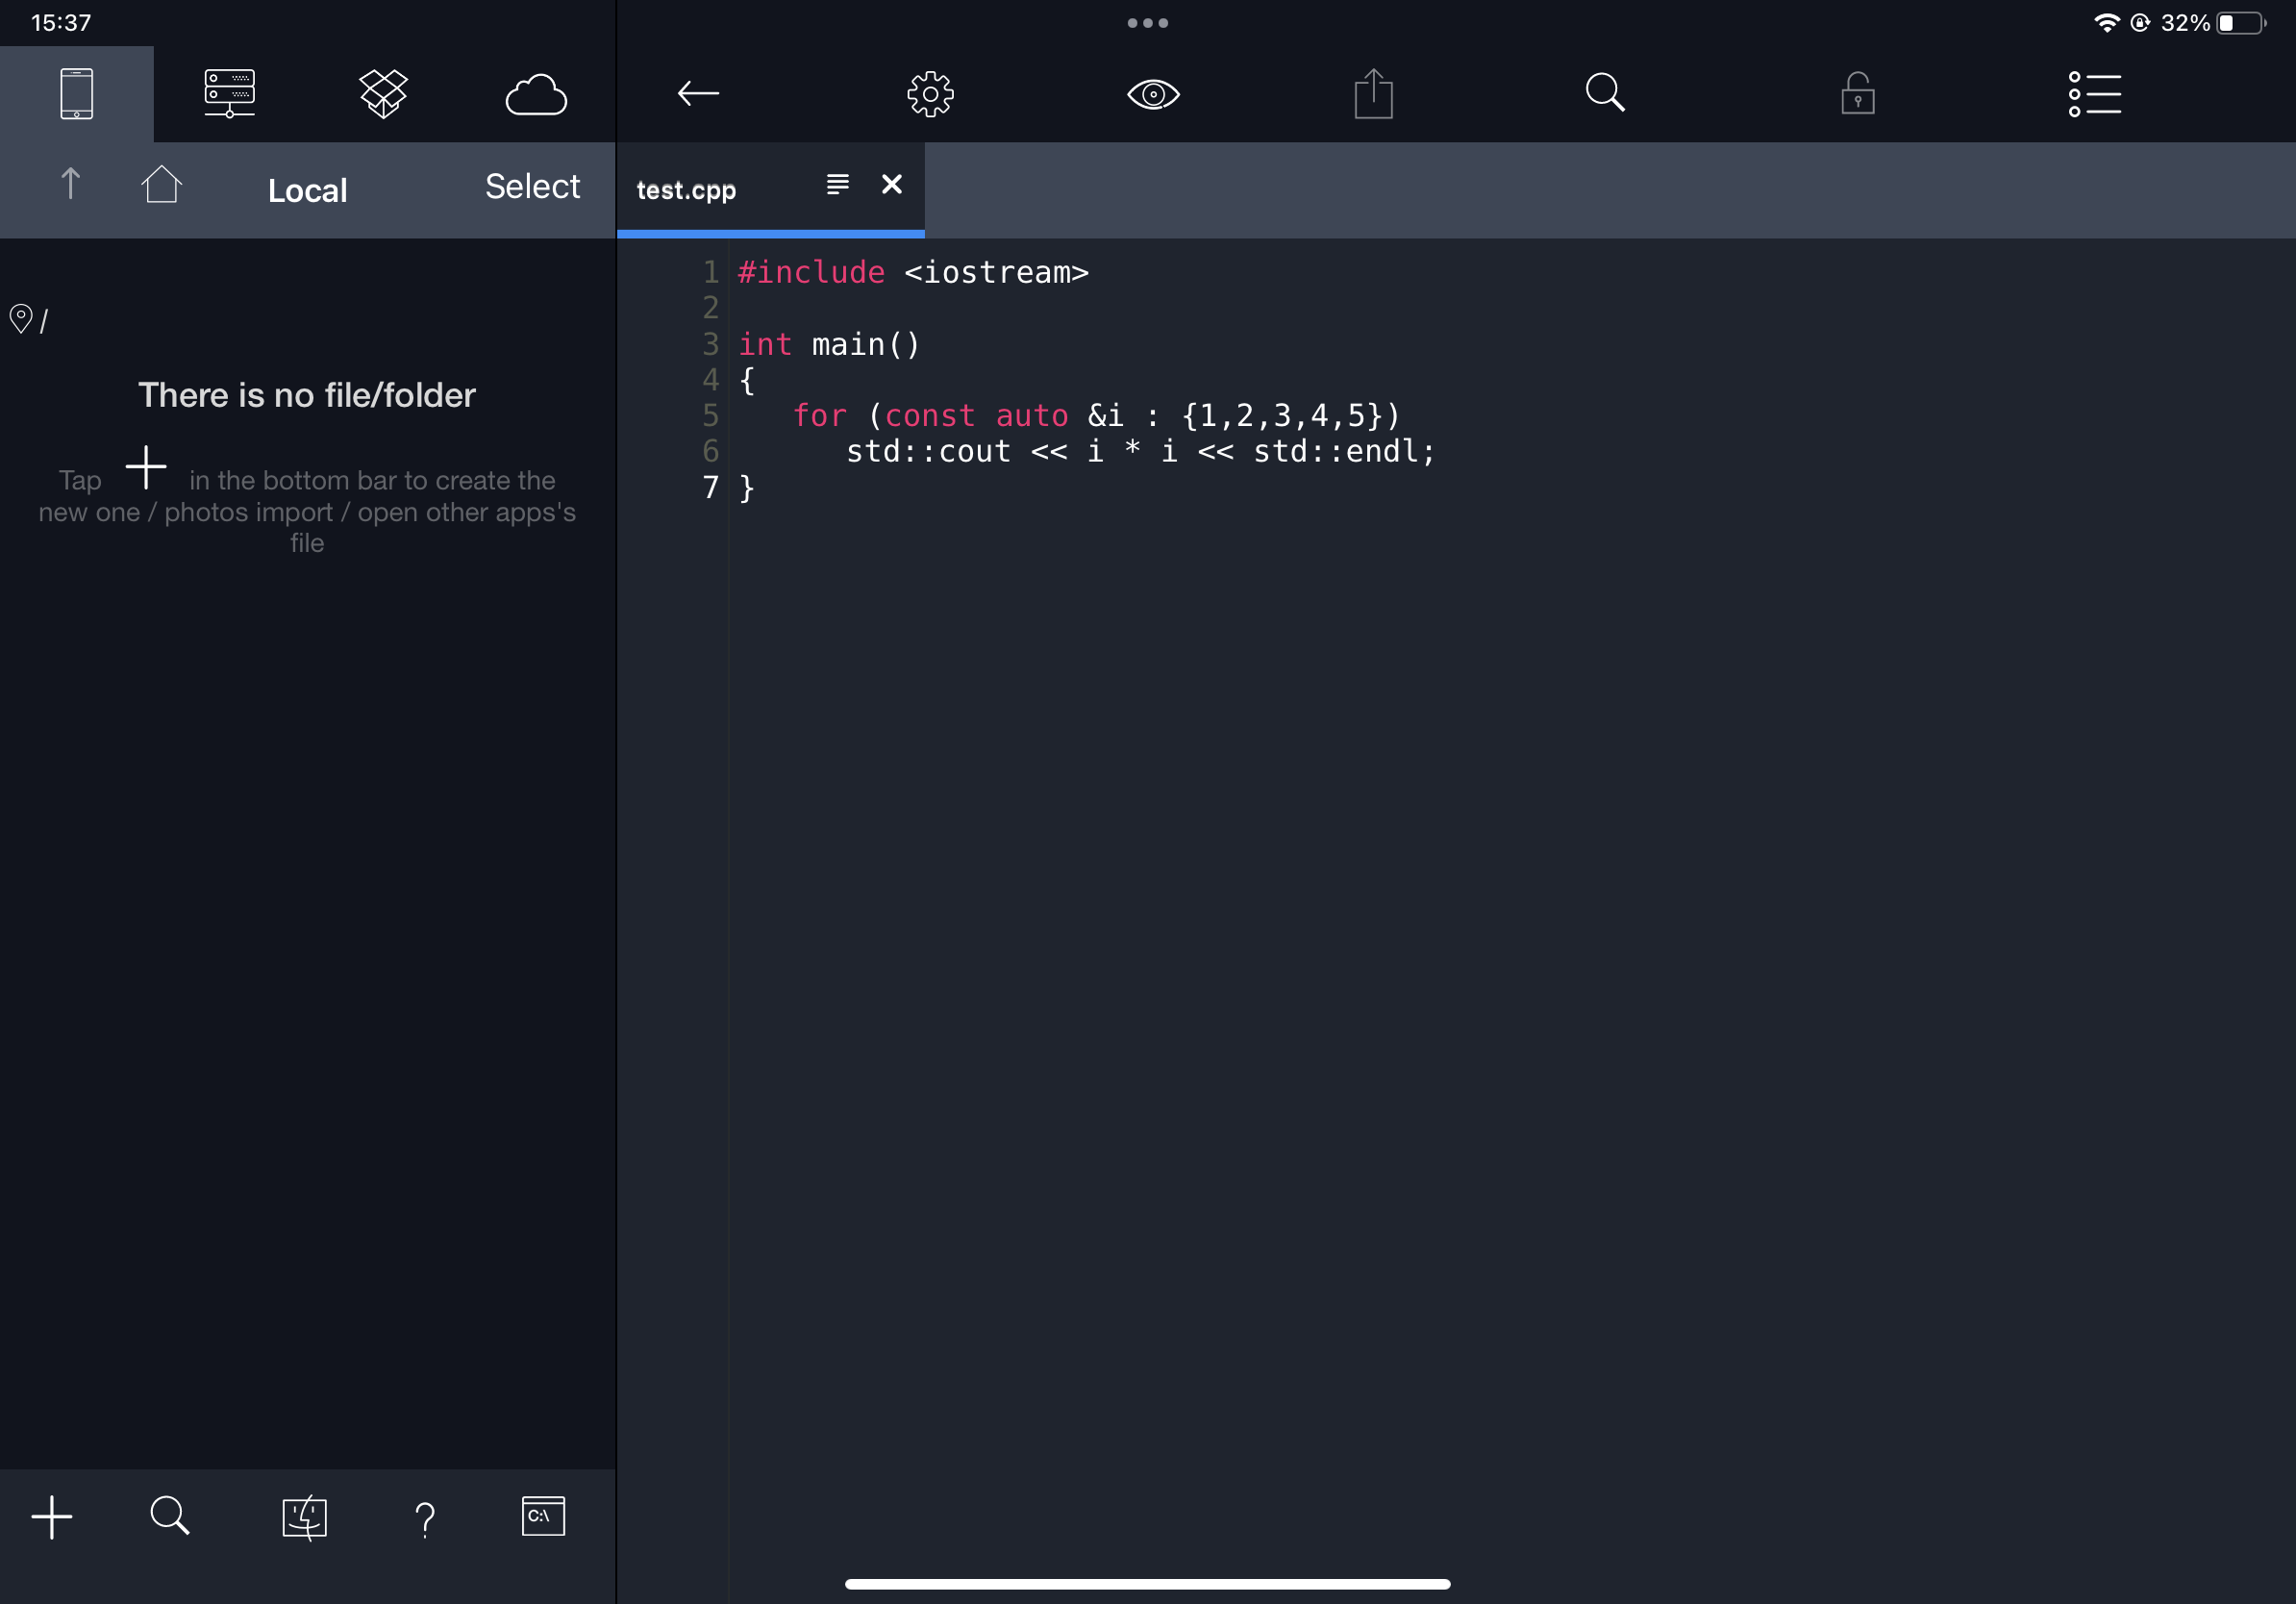 15:37
32%
Local
Select
test.cpp
/
There is no file/folder
Tap + in the bottom bar to create the
new one / photos import / open other apps's
file
1 #include <iostream>
2
3 int main()
4 {
5    for (const auto &i : {1,2,3,4,5})
6       std::cout << i * i << std::endl;
7 }
?
C:\